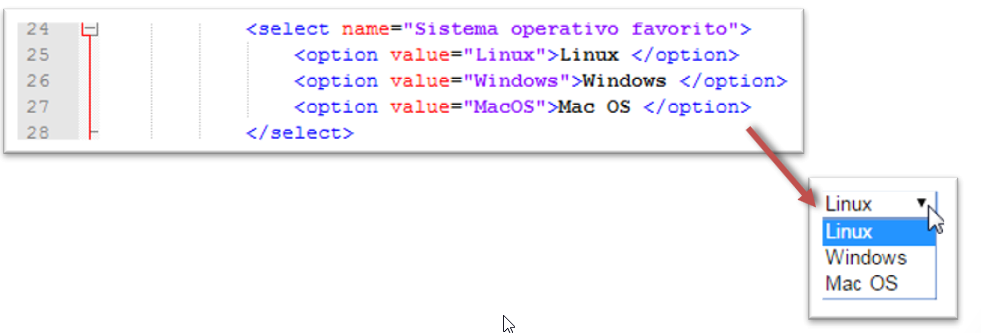 24 <select name="Sistema operativo favorito">
25 <option value="Linux">Linux </option>
26 <option value="Windows">Windows </option>
27 <option value="MacOS">Mac OS </option>
28 </select>
Linux ▼
Linux
Windows
Mac OS